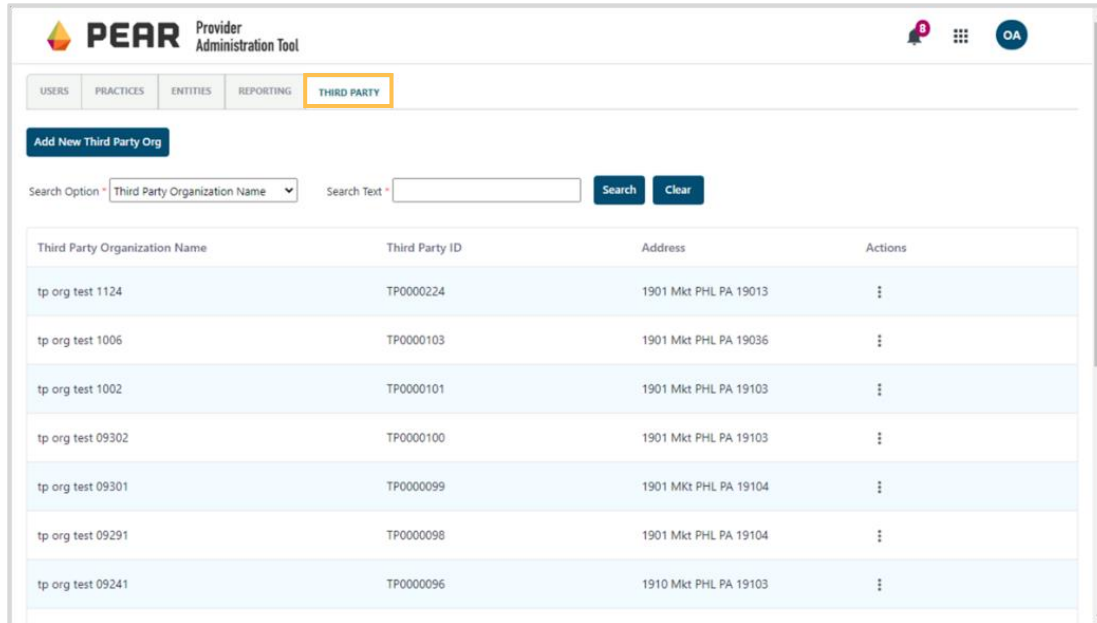 PEAR Provider
Administration Tool
8
OA
USERS PRACTICES ENTITIES REPORTING THIRD PARTY
Add New Third Party Org
Search Option * Third Party Organization Name Search Text * Search Clear
Third Party Organization Name Third Party ID Address Actions
tp org test 1124 TP0000224 1901 Mkt PHL PA 19013
tp org test 1006 TP0000103 1901 Mkt PHL PA 19036
tp org test 1002 TP0000101 1901 Mkt PHL PA 19103
tp org test 09302 TP0000100 1901 Mkt PHL PA 19103
tp org test 09301 TP0000099 1901 MKt PHL PA 19104
tp org test 09291 TP0000098 1901 Mkt PHL PA 19104
tp org test 09241 TP0000096 1910 Mkt PHL PA 19103